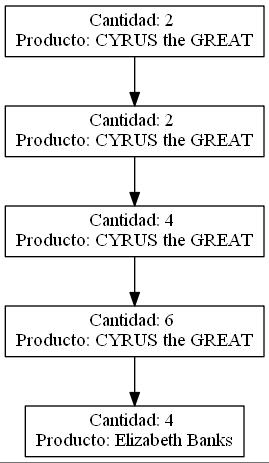 Cantidad: 2
Producto: CYRUS the GREAT
Cantidad: 2
Producto: CYRUS the GREAT
Cantidad: 4
Producto: CYRUS the GREAT
Cantidad: 6
Producto: CYRUS the GREAT
Cantidad: 4
Producto: Elizabeth Banks